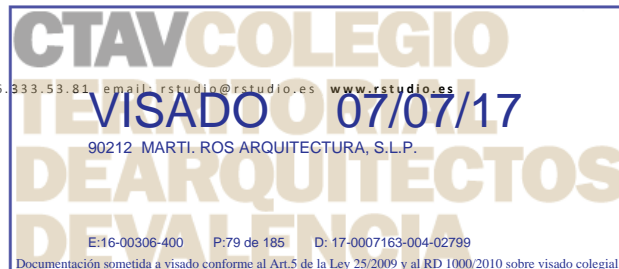 CTAVCOLEGIO
5.333.53.81 email: rstudio@rstudio.es www.rstudio.es
TERRITORIAL
VISADO 07/07/17
90212 MARTI. ROS ARQUITECTURA, S.L.P.
DEARQUITECTOS
DEVALENCIA
E:16-00306-400 P:79 de 185 D: 17-0007163-004-02799
Documentación sometida a visado conforme al Art.5 de la Ley 25/2009 y al RD 1000/2010 sobre visado colegial